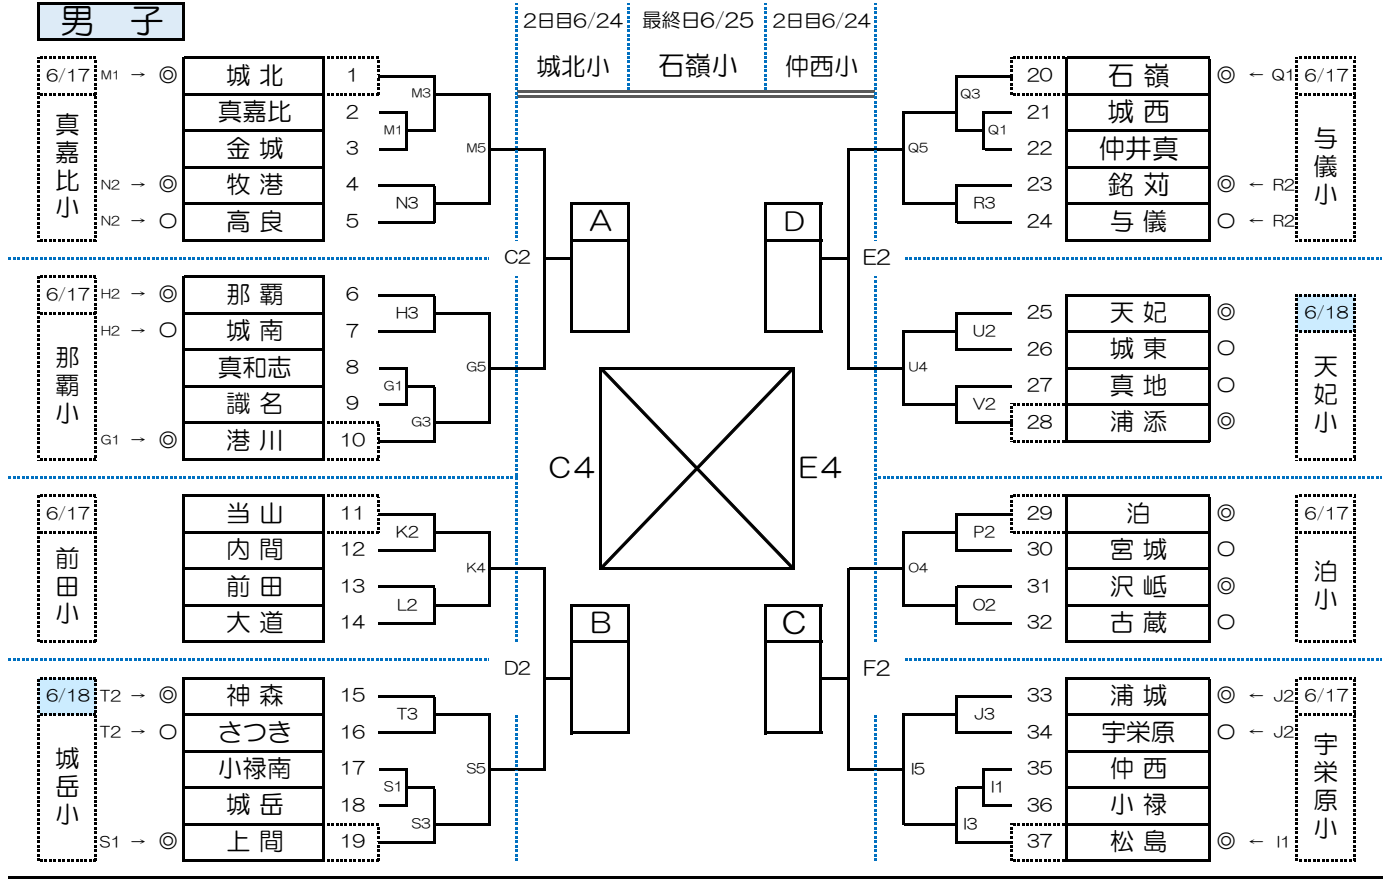 男 子
2日目6/24 最終日6/25 2日目6/24
城北小 石嶺小 仲西小
6/17 M1 → ◎ 城 北 1
真嘉比 2
金 城 3
N2 → ◎ 牧 港 4
N2 → ○ 高 良 5
真嘉比小
M3
M1
M5
N3
C2
A
6/17 H2 → ◎ 那 覇 6
H2 → ○ 城 南 7
真和志 8
識 名 9
G1 → ◎ 港 川 10
那覇小
H3
G5
G1
G3
6/17 当 山 11
内 間 12
前 田 13
大 道 14
前田小
K2
K4
L2
D2
B
6/18 T2 → ◎ 神 森 15
T2 → ○ さつき 16
小禄南 17
城 岳 18
S1 → ◎ 上 間 19
城岳小
T3
S5
S1
S3
C4 E4
20 石 嶺 ◎ ← Q1 6/17
21 城 西
22 仲井真
23 銘 苅 ◎ ← R2
24 与 儀 ○ ← R2
与儀小
Q3
Q1
Q5
R3
D
E2
25 天 妃 ◎ 6/18
26 城 東 ○
27 真 地 ○
28 浦 添 ◎
天妃小
U2
U4
V2
29 泊 ◎ 6/17
30 宮 城 ○
31 沢 岻 ◎
32 古 蔵 ○
泊小
P2
O4
O2
C
F2
33 浦 城 ◎ ← J2 6/17
34 宇栄原 ○ ← J2
35 仲 西
36 小 禄
37 松 島 ◎ ← I1
宇栄原小
J3
I5
I1
I3